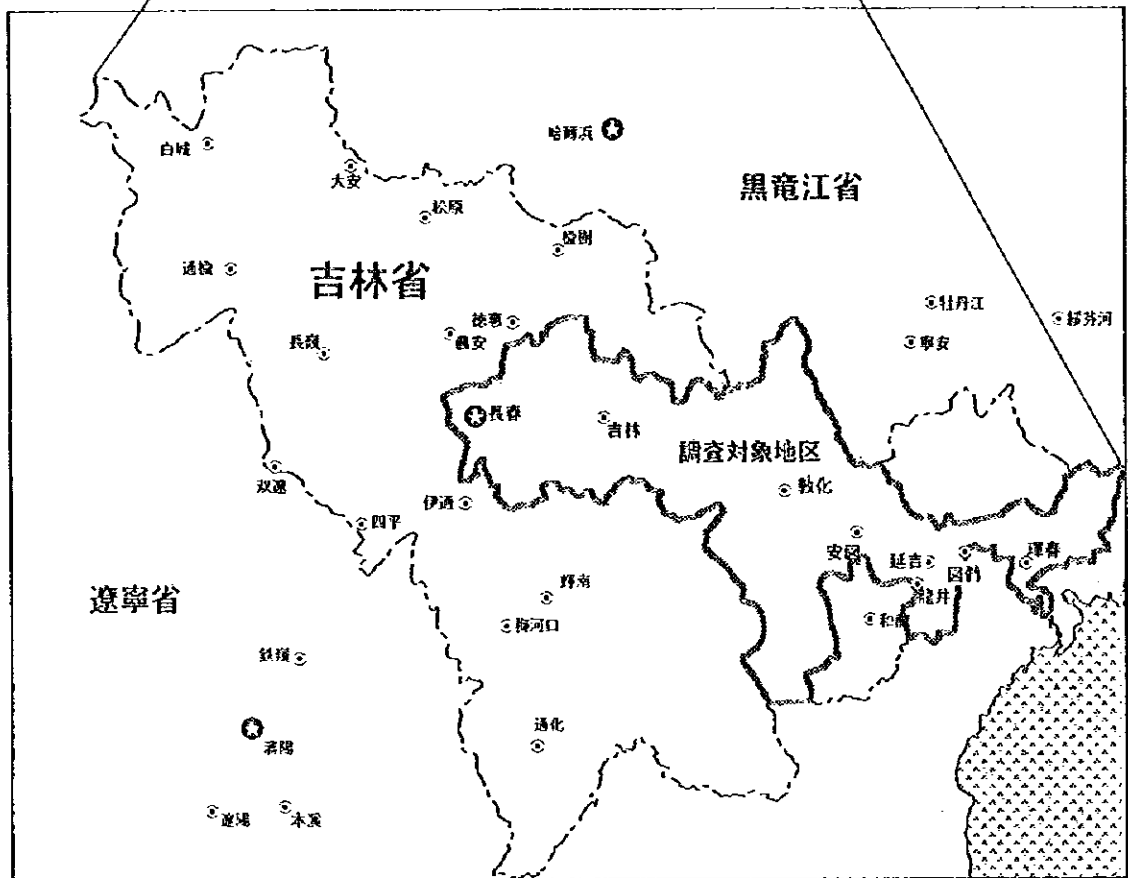 哈爾浜
白城
大安
黒竜江省
松原
楡樹
通楡
吉林省
牡丹江
綏芬河
徳恵
農安
寧安
長嶺
長春
吉林
調査対象地区
双遼
敦化
伊通
四平
安図
延吉
図們
琿春
龍井
遼寧省
輝南
和龍
梅河口
鉄嶺
通化
瀋陽
遼陽
本渓